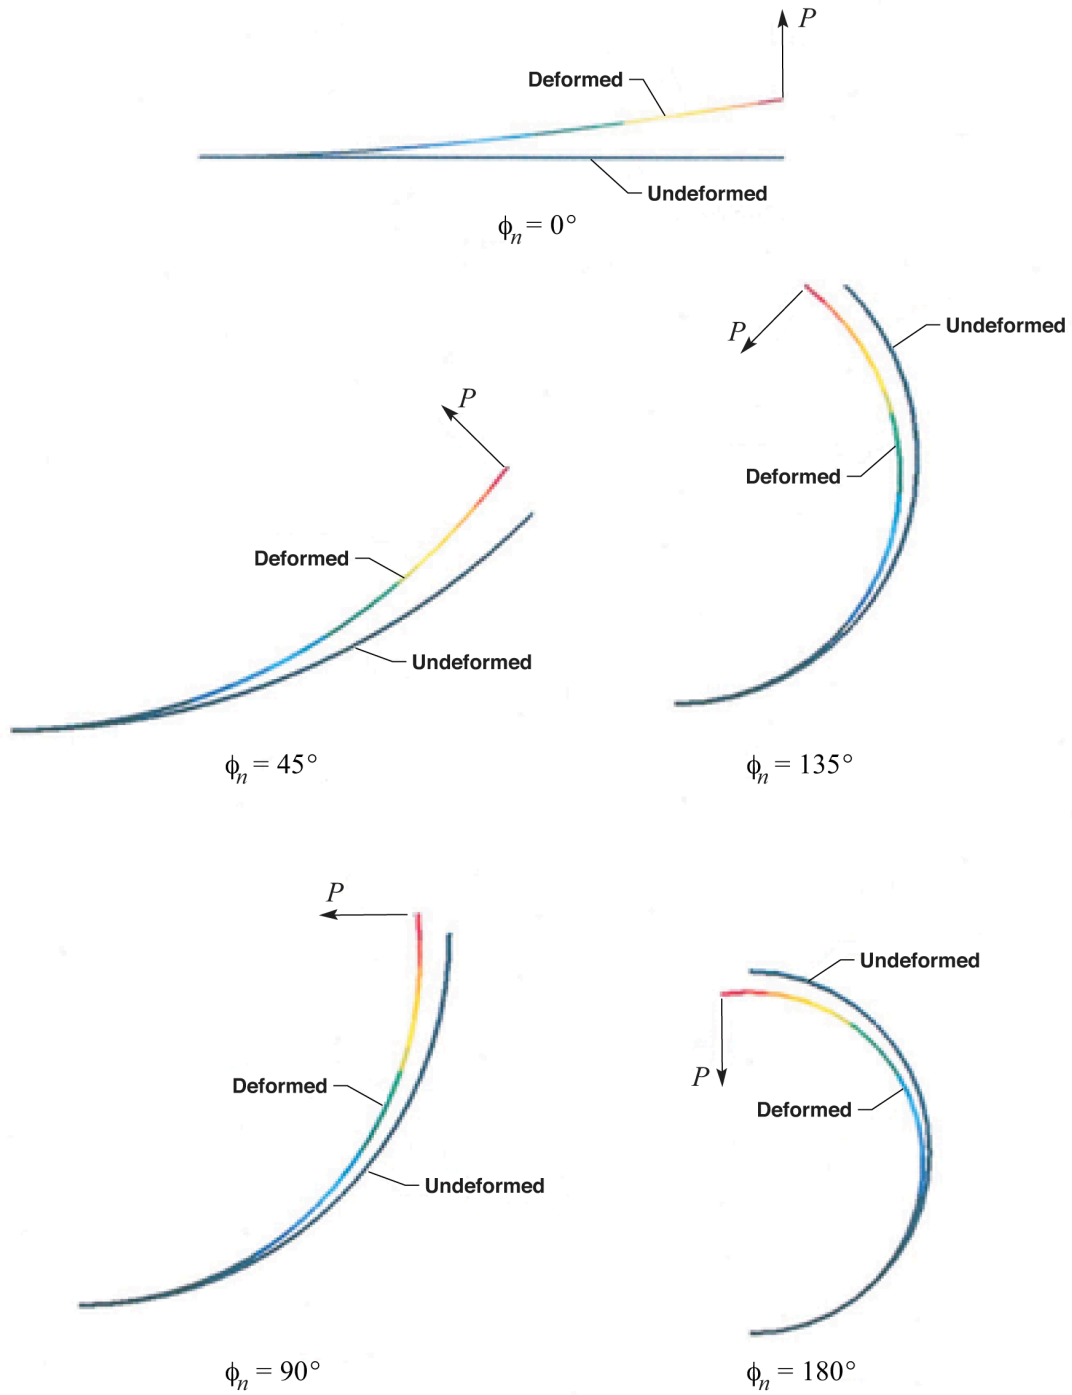 P
Deformed
Undeformed
ϕn = 0°
P
Deformed
Undeformed
ϕn = 45°
P
Undeformed
Deformed
ϕn = 135°
P
Deformed
Undeformed
ϕn = 90°
Undeformed
P
Deformed
ϕn = 180°